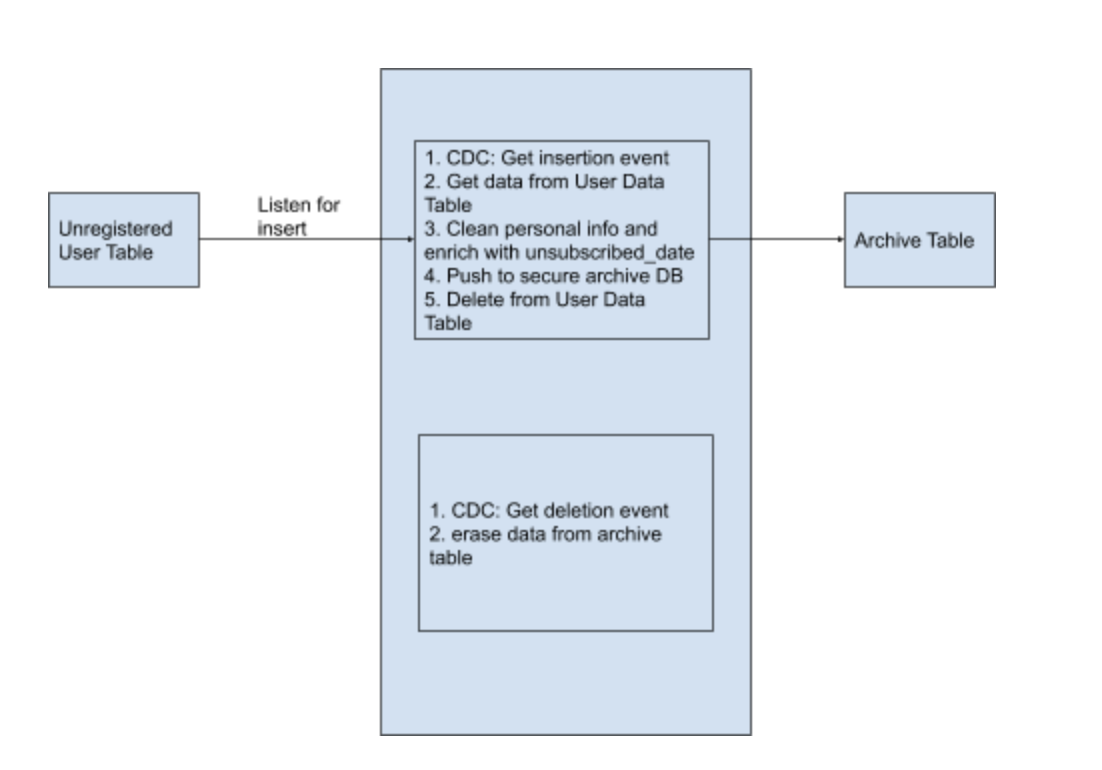 Unregistered
User Table
Listen for
insert
1. CDC: Get insertion event
2. Get data from User Data
Table
3. Clean personal info and
enrich with unsubscribed_date
4. Push to secure archive DB
5. Delete from User Data
Table
Archive Table
1. CDC: Get deletion event
2. erase data from archive
table